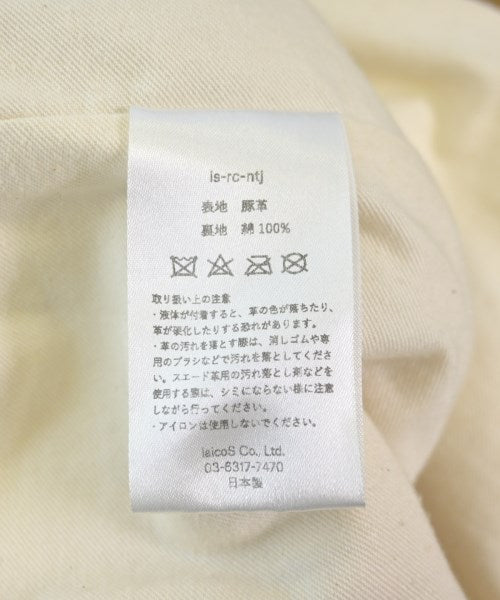 is-rc-ntj
表地 豚革
裏地 綿100%
取り扱い上の注意
・液体が付着すると、革の色が落ちたり、
革が硬化したりする恐れがあります。
・革の汚れを落とす際は、消しゴムや専
用のブラシなどで汚れを落としてくださ
い。スエード革用の汚れ落とし剤などを
使用する際は、シミにならない様に注意
しながら行ってください。
・アイロンは使用しないでください。
laicoS Co., Ltd.
03-6317-7470
日本製